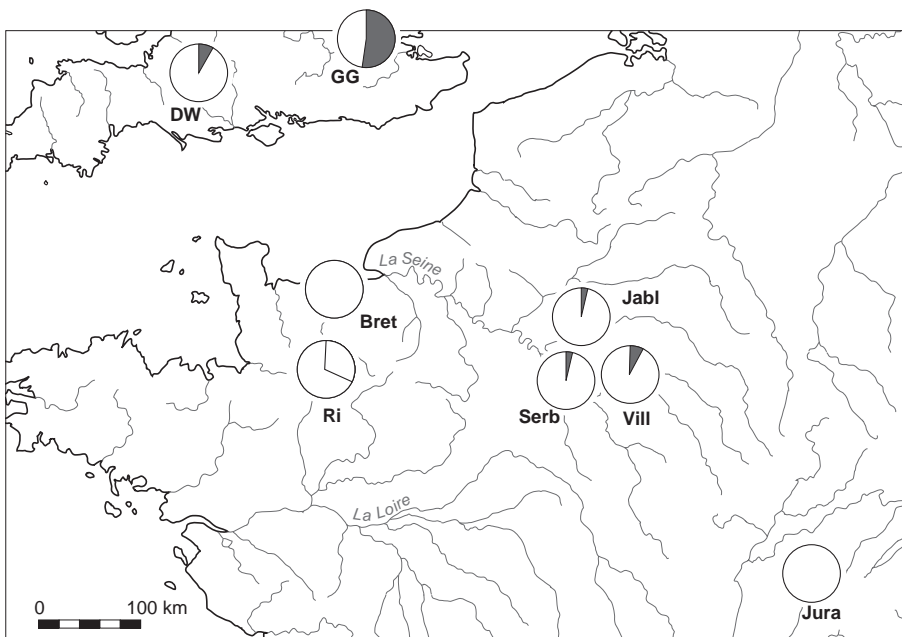 GG
DW
La Seine
Jabl
Bret
Ri
Serb
Vill
La Loire
0 100 km
Jura